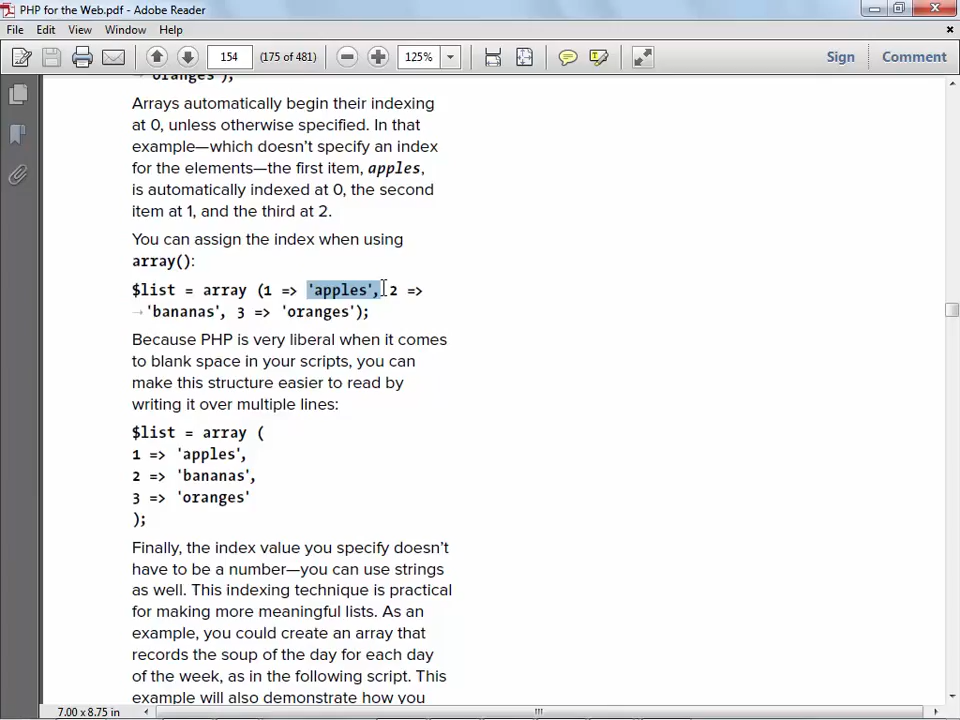 PHP for the Web.pdf - Adobe Reader
File Edit View Window Help
154 (175 of 481) 125% Sign Comment
'oranges');
Arrays automatically begin their indexing
at 0, unless otherwise specified. In that
example—which doesn't specify an index
for the elements—the first item, apples,
is automatically indexed at 0, the second
item at 1, and the third at 2.
You can assign the index when using
array():
$list = array (1 => 'apples', 2 =>
→ 'bananas', 3 => 'oranges');
Because PHP is very liberal when it comes
to blank space in your scripts, you can
make this structure easier to read by
writing it over multiple lines:
$list = array (
1 => 'apples',
2 => 'bananas',
3 => 'oranges'
);
Finally, the index value you specify doesn't
have to be a number—you can use strings
as well. This indexing technique is practical
for making more meaningful lists. As an
example, you could create an array that
records the soup of the day for each day
of the week, as in the following script. This
example will also demonstrate how you
7.00 x 8.75 in